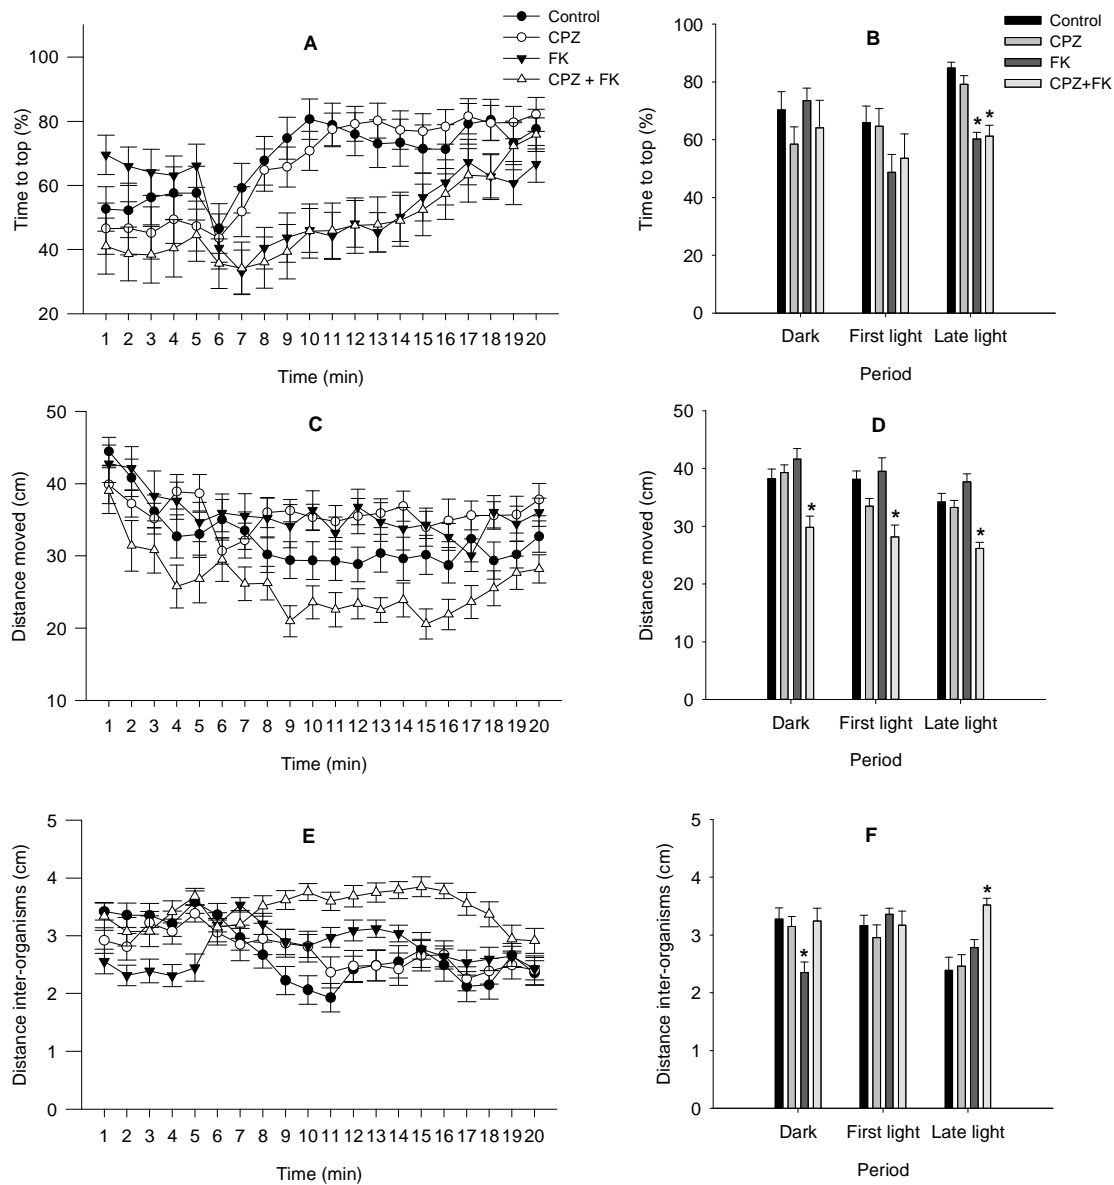 A
Control
CPZ
FK
CPZ + FK
Time to top (%)
100
80
60
40
20
1 2 3 4 5 6 7 8 9 10 11 12 13 14 15 16 17 18 19 20
Time (min)
B
Control
CPZ
FK
CPZ+FK
Time to top (%)
100
80
60
40
20
0
* *
Dark First light Late light
Period
C
Distance moved (cm)
50
40
30
20
10
1 2 3 4 5 6 7 8 9 10 11 12 13 14 15 16 17 18 19 20
Time (min)
D
Distance moved (cm)
50
40
30
20
10
0
* * *
Dark First light Late light
Period
E
Distance inter-organisms (cm)
5
4
3
2
1
0
1 2 3 4 5 6 7 8 9 10 11 12 13 14 15 16 17 18 19 20
Time (min)
F
Distance inter-organisms (cm)
5
4
3
2
1
0
* *
Dark First light Late light
Period